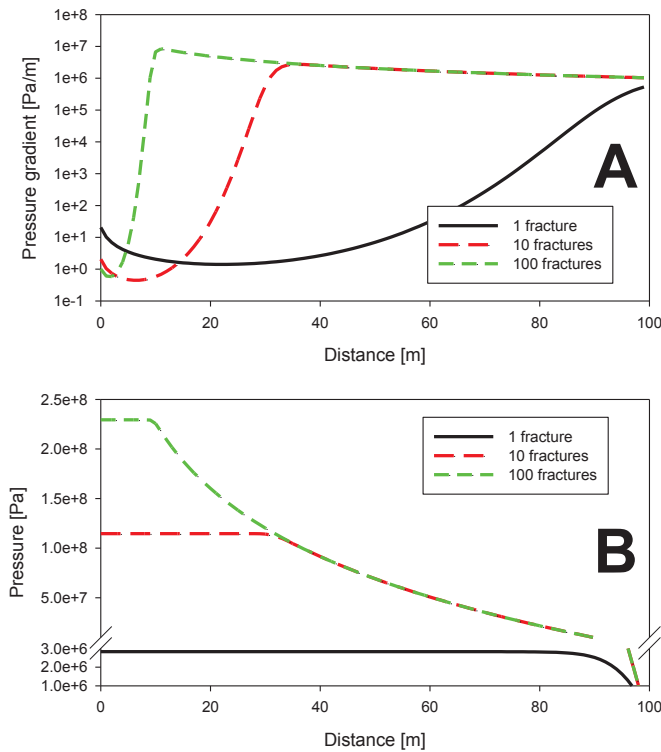 1e+8
1e+7
1e+6
1e+5
1e+4
1e+3
1e+2
1e+1
1e+0
1e-1
Pressure gradient [Pa/m]
A
1 fracture
10 fractures
100 fractures
0 20 40 60 80 100
Distance [m]
2.5e+8
2.0e+8
1.5e+8
1.0e+8
5.0e+7
3.0e+6
2.0e+6
1.0e+6
Pressure [Pa]
1 fracture
10 fractures
100 fractures
B
0 20 40 60 80 100
Distance [m]